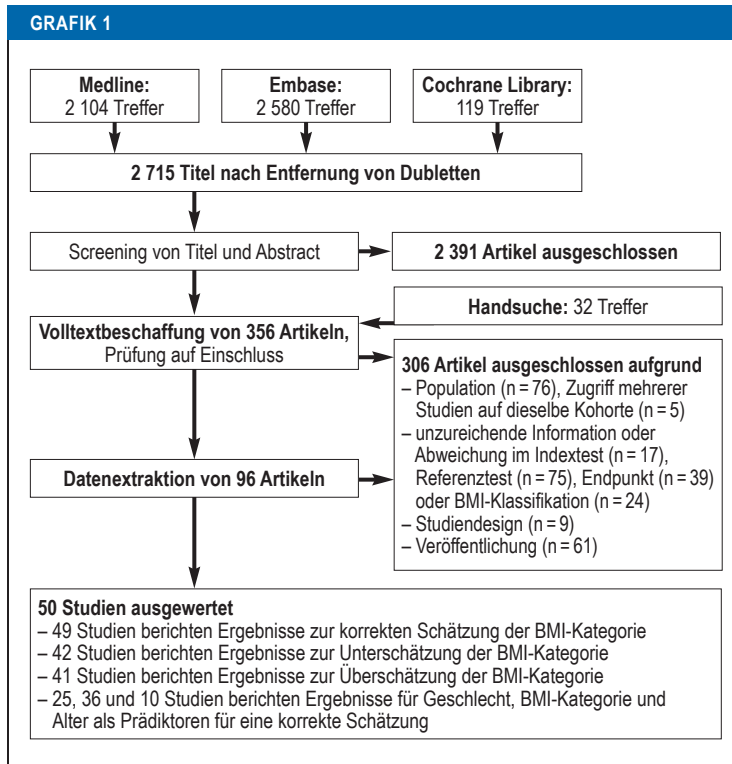 GRAFIK 1
Medline:
2 104 Treffer
Embase:
2 580 Treffer
Cochrane Library:
119 Treffer
2 715 Titel nach Entfernung von Dubletten
Screening von Titel und Abstract
2 391 Artikel ausgeschlossen
Handsuche: 32 Treffer
Volltextbeschaffung von 356 Artikeln,
Prüfung auf Einschluss
306 Artikel ausgeschlossen aufgrund
– Population (n = 76), Zugriff mehrerer
Studien auf dieselbe Kohorte (n = 5)
– unzureichende Information oder
Abweichung im Indextest (n = 17),
Referenztest (n = 75), Endpunkt (n = 39)
oder BMI-Klassifikation (n = 24)
– Studiendesign (n = 9)
– Veröffentlichung (n = 61)
Datenextraktion von 96 Artikeln
50 Studien ausgewertet
– 49 Studien berichten Ergebnisse zur korrekten Schätzung der BMI-Kategorie
– 42 Studien berichten Ergebnisse zur Unterschätzung der BMI-Kategorie
– 41 Studien berichten Ergebnisse zur Überschätzung der BMI-Kategorie
– 25, 36 und 10 Studien berichten Ergebnisse für Geschlecht, BMI-Kategorie und
Alter als Prädiktoren für eine korrekte Schätzung